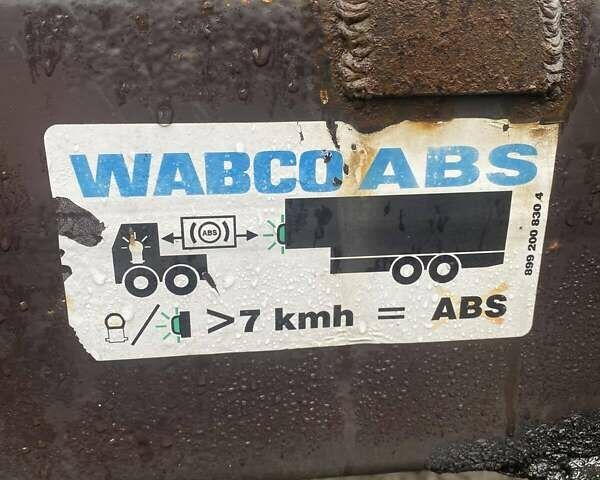 WABCO ABS
ABS
>7 kmh = ABS
899 200 830 4